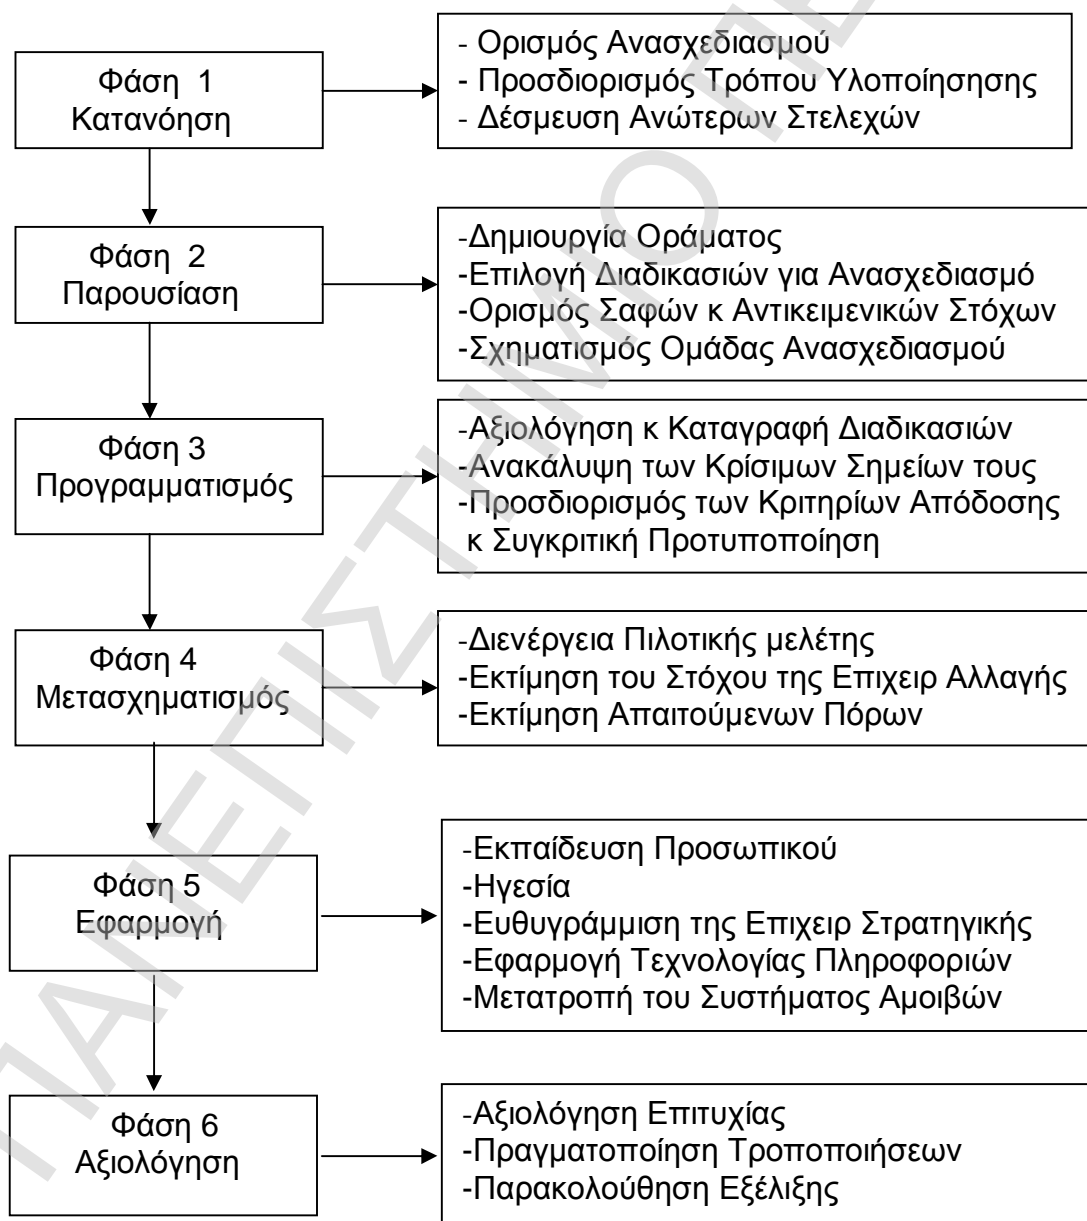 Φάση 1
Κατανόηση
- Ορισμός Ανασχεδιασμού
- Προσδιορισμός Τρόπου Υλοποίησησης
- Δέσμευση Ανώτερων Στελεχών
Φάση 2
Παρουσίαση
-Δημιουργία Οράματος
-Επιλογή Διαδικασιών για Ανασχεδιασμό
-Ορισμός Σαφών κ Αντικειμενικών Στόχων
-Σχηματισμός Ομάδας Ανασχεδιασμού
Φάση 3
Προγραμματισμός
-Αξιολόγηση κ Καταγραφή Διαδικασιών
-Ανακάλυψη των Κρίσιμων Σημείων τους
-Προσδιορισμός των Κριτηρίων Απόδοσης
κ Συγκριτική Προτυποποίηση
Φάση 4
Μετασχηματισμός
-Διενέργεια Πιλοτικής μελέτης
-Εκτίμηση του Στόχου της Επιχειρ Αλλαγής
-Εκτίμηση Απαιτούμενων Πόρων
Φάση 5
Εφαρμογή
-Εκπαίδευση Προσωπικού
-Ηγεσία
-Ευθυγράμμιση της Επιχειρ Στρατηγικής
-Εφαρμογή Τεχνολογίας Πληροφοριών
-Μετατροπή του Συστήματος Αμοιβών
Φάση 6
Αξιολόγηση
-Αξιολόγηση Επιτυχίας
-Πραγματοποίηση Τροποποιήσεων
-Παρακολούθηση Εξέλιξης
ΠΑΝΕΠΙΣΤΗΜΙΟ ΠΕ